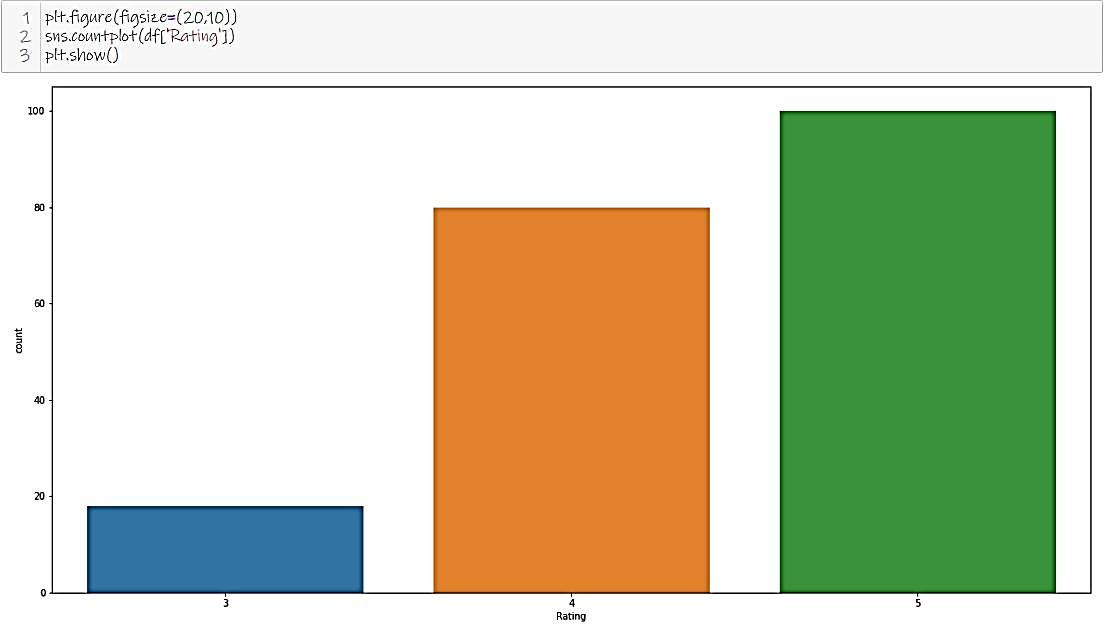 1 plt.figure(figsize=(20,10))
2 sns.countplot(df['Rating'])
3 plt.show()
100
80
60
40
20
0
count
3 4 5
Rating